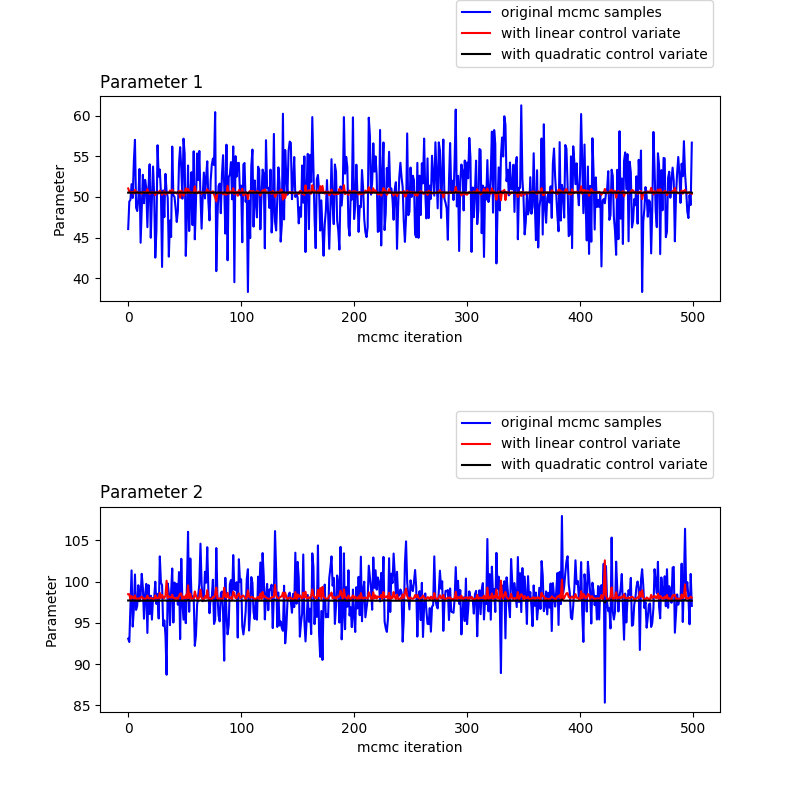 original mcmc samples
with linear control variate
with quadratic control variate
Parameter 1
60
55
50
45
40
Parameter
0 100 200 300 400 500
mcmc iteration
original mcmc samples
with linear control variate
with quadratic control variate
Parameter 2
105
100
95
90
85
Parameter
0 100 200 300 400 500
mcmc iteration